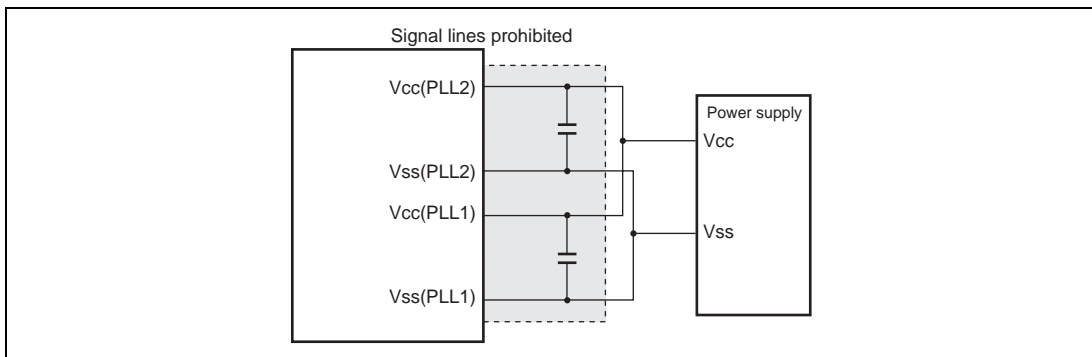 Signal lines prohibited
Vcc(PLL2)
Vss(PLL2)
Vcc(PLL1)
Vss(PLL1)
Power supply
Vcc
Vss